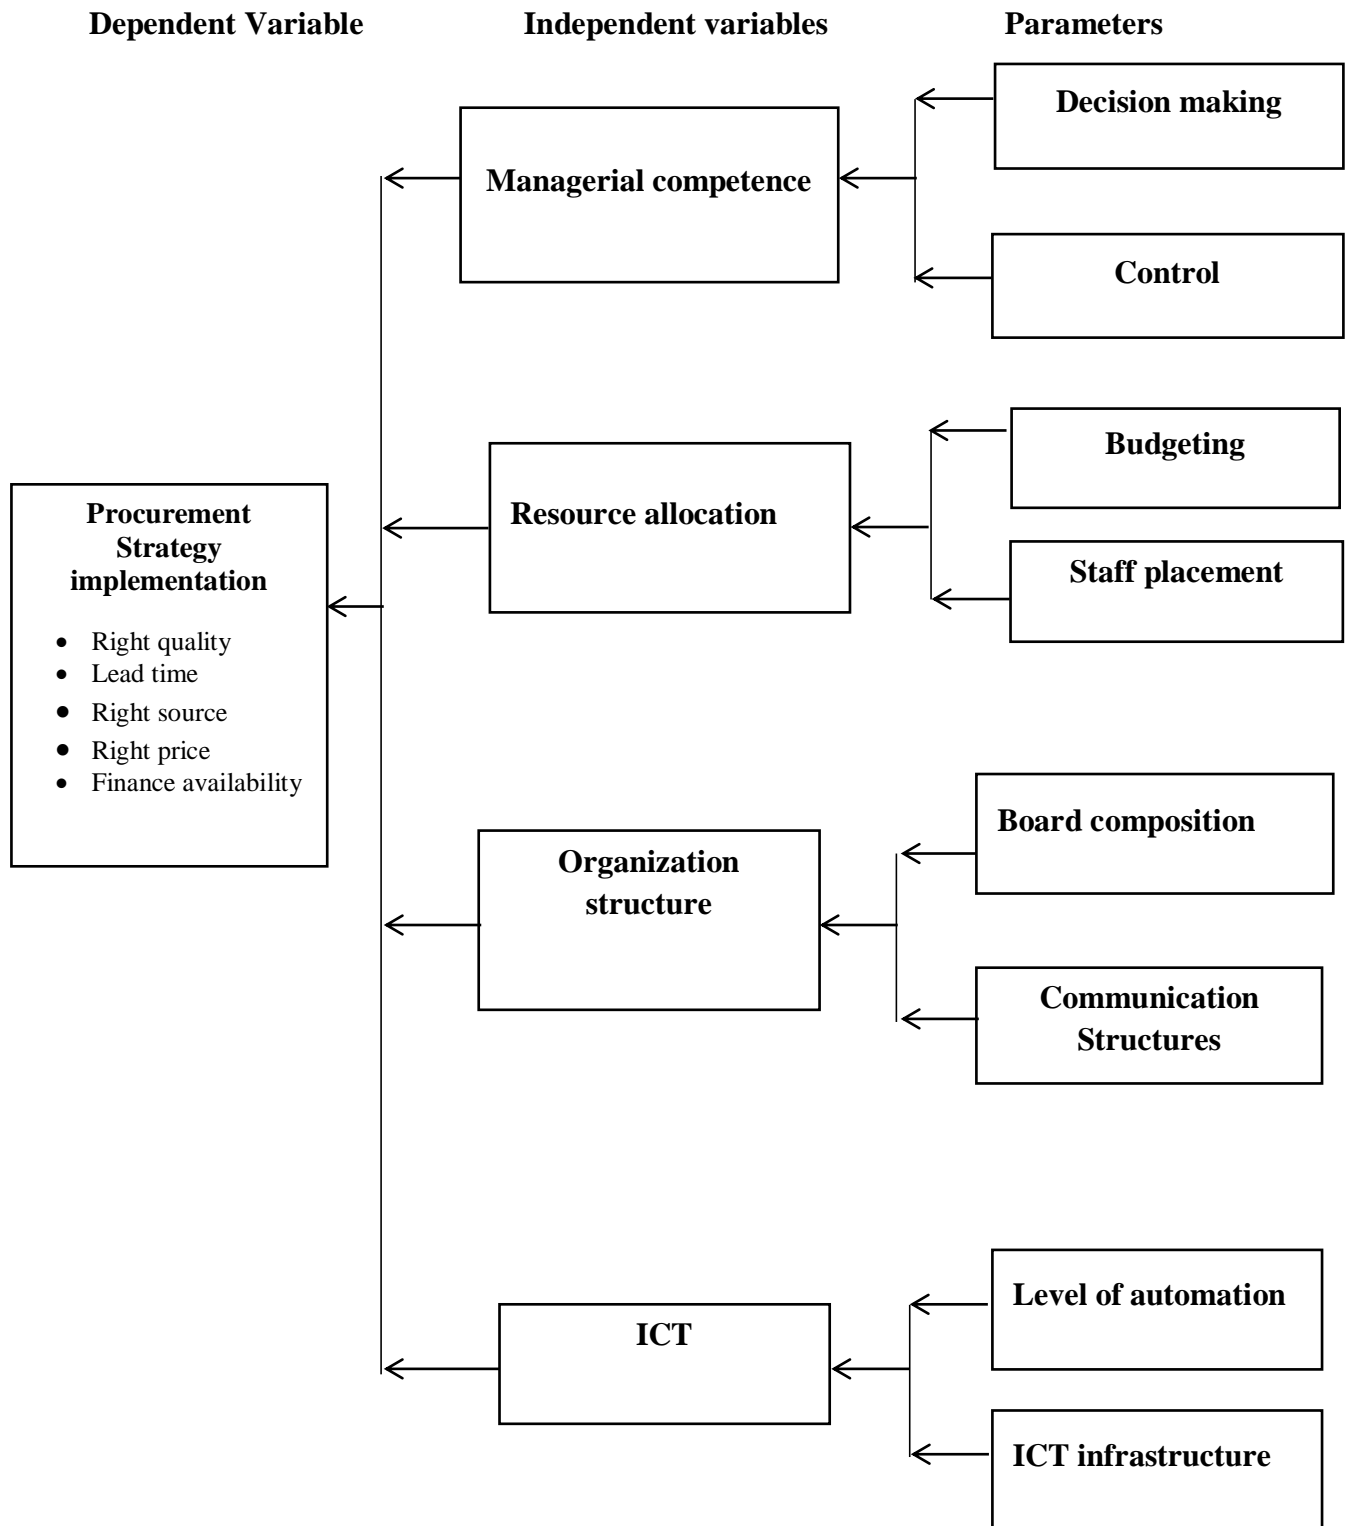 Dependent Variable
Independent variables
Parameters
Decision making
Managerial competence
Control
Budgeting
Resource allocation
Procurement
Strategy
implementation
Staff placement
• Right quality
• Lead time
• Right source
• Right price
• Finance availability
Board composition
Organization
structure
Communication
Structures
Level of automation
ICT
ICT infrastructure